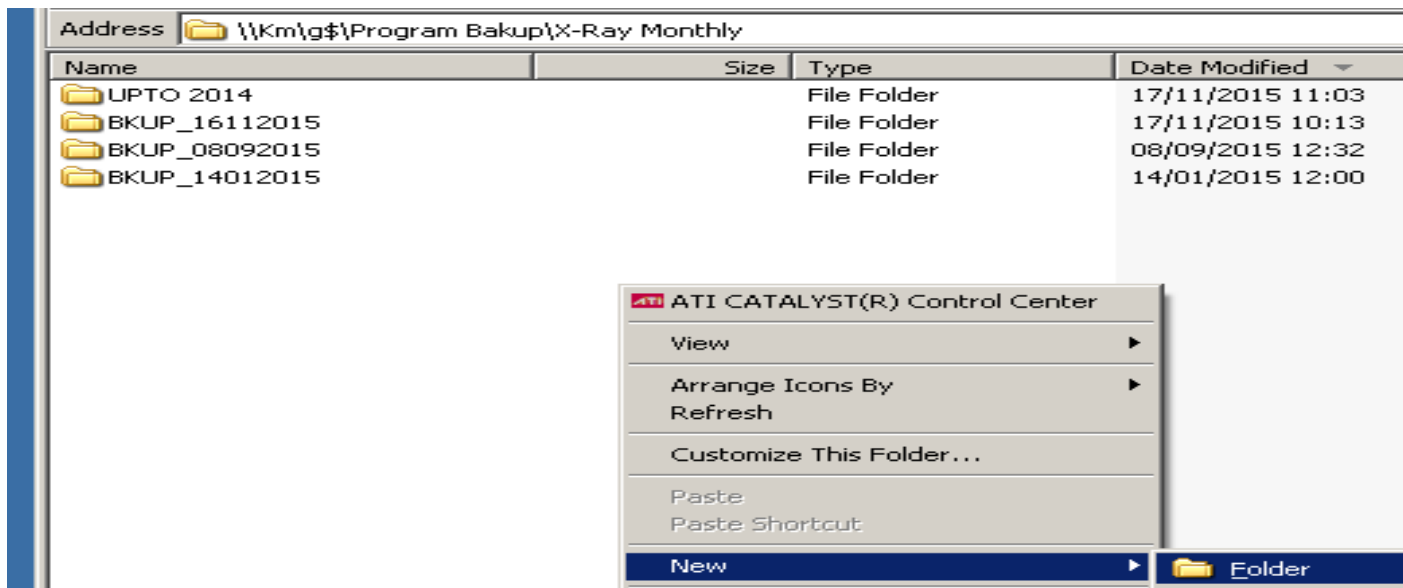 Address \\Km\g$\Program Bakup\X-Ray Monthly
Name Size Type Date Modified
UPTO 2014 File Folder 17/11/2015 11:03
BKUP_16112015 File Folder 17/11/2015 10:13
BKUP_08092015 File Folder 08/09/2015 12:32
BKUP_14012015 File Folder 14/01/2015 12:00
ATI ATI CATALYST(R) Control Center
View
Arrange Icons By
Refresh
Customize This Folder...
Paste
Paste Shortcut
New Folder